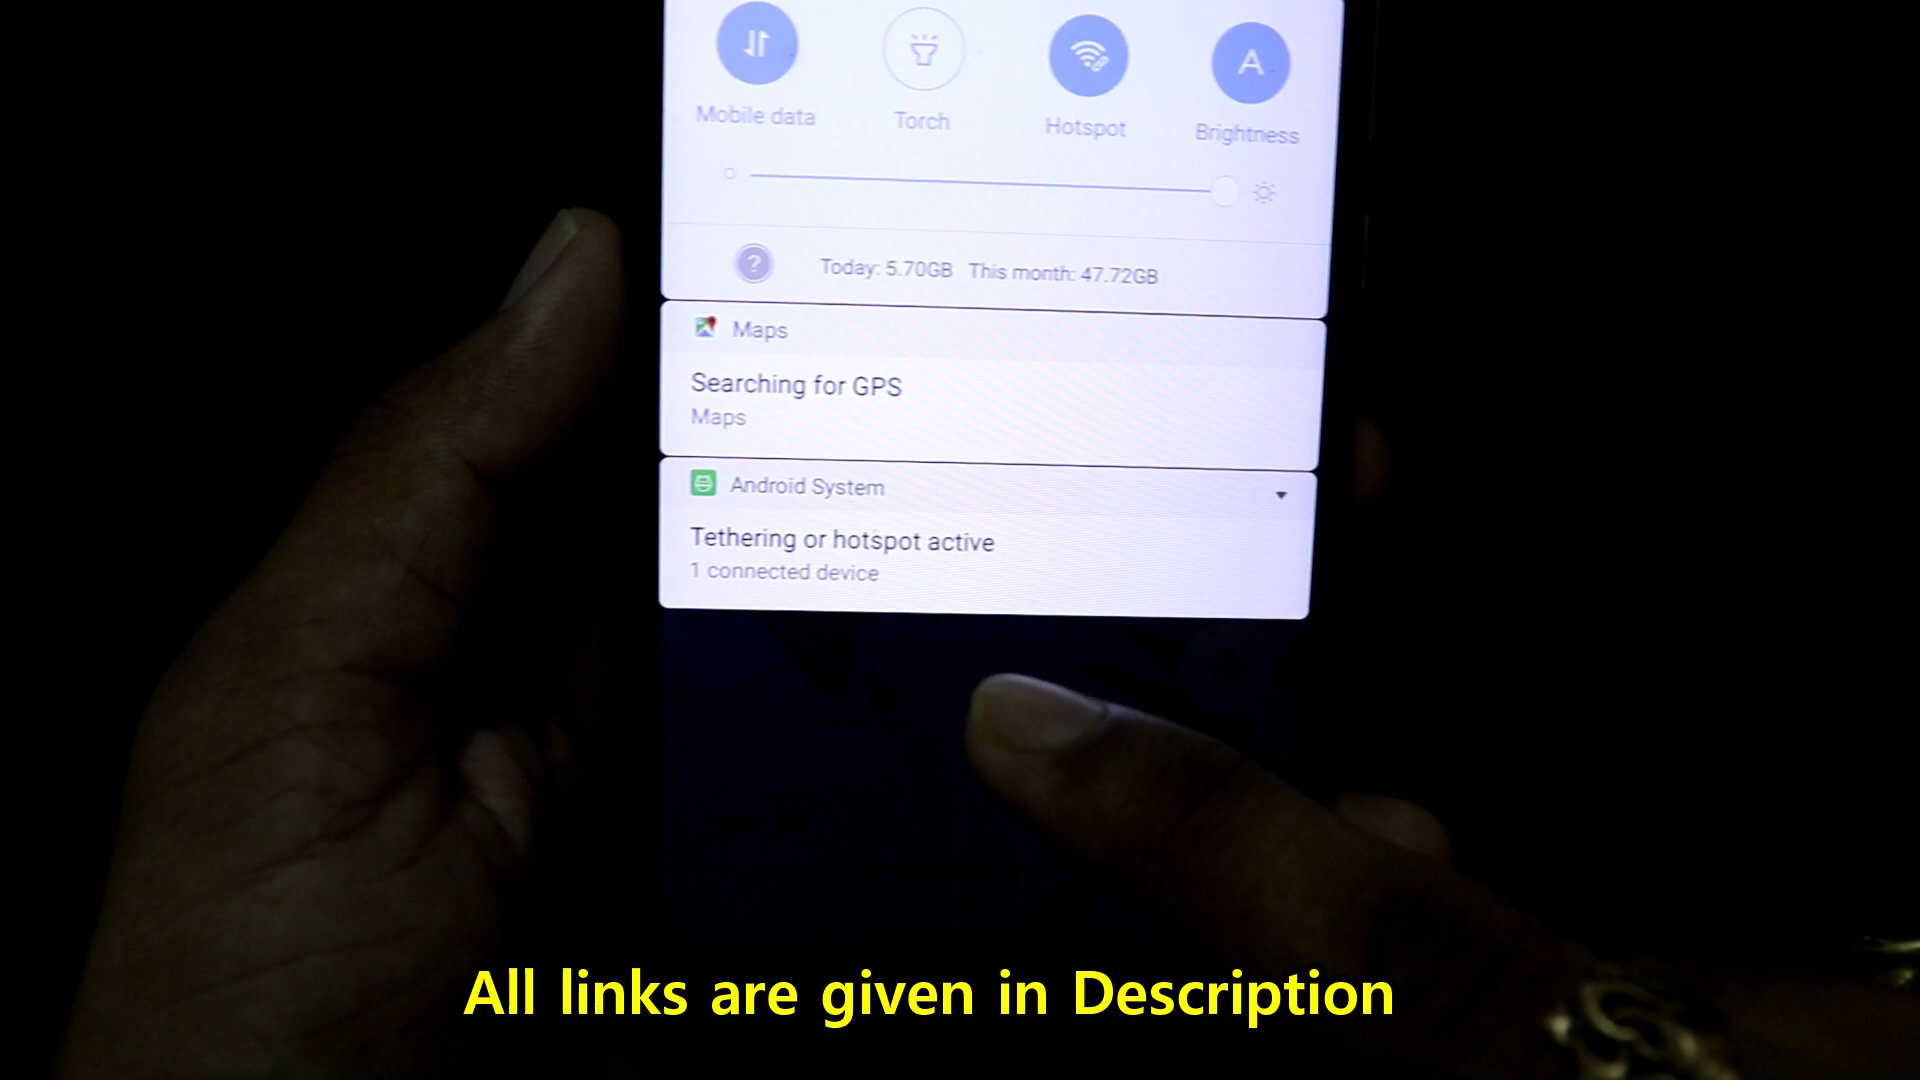 Mobile data
Torch
Hotspot
A
Brightness
?
Today: 5.70GB This month: 47.72GB
Maps
Searching for GPS
Maps
Android System
Tethering or hotspot active
1 connected device
All links are given in Description